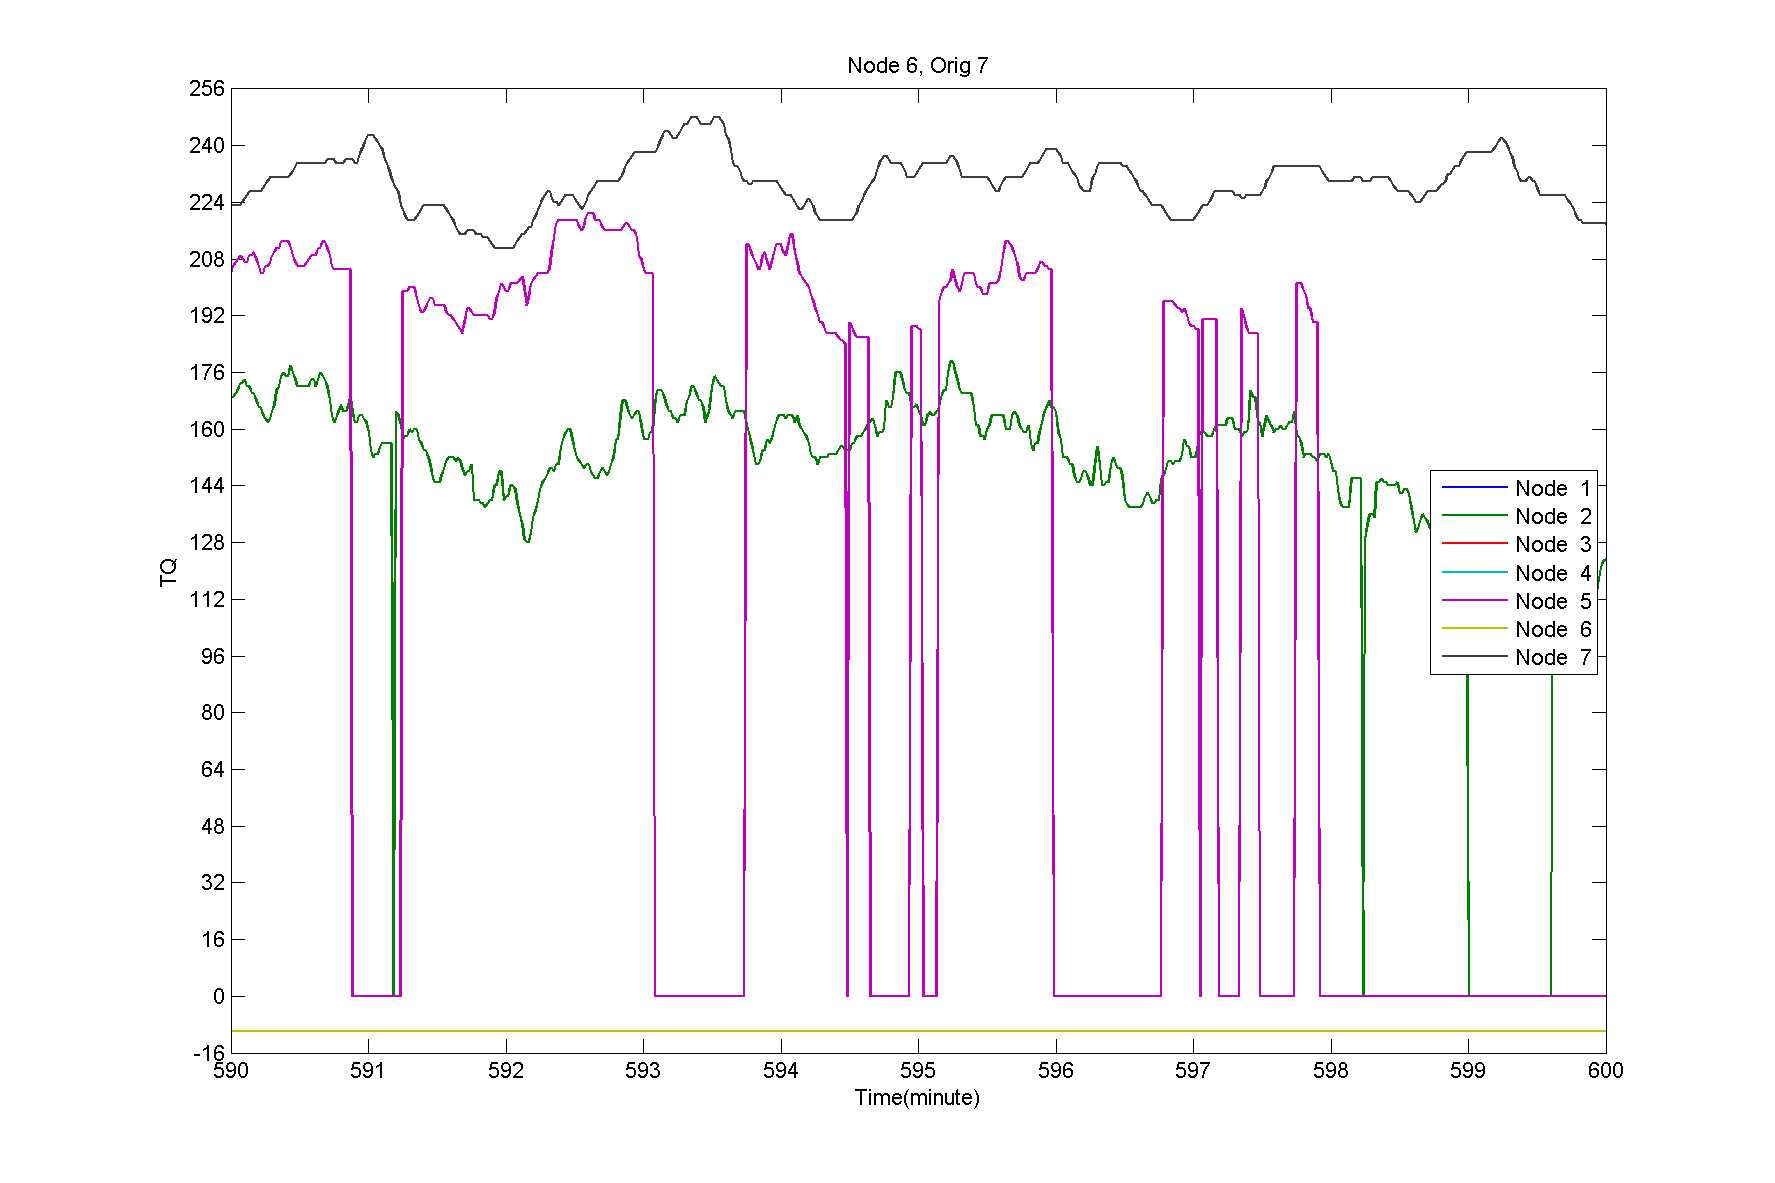 Node 6, Orig 7
256
240
224
208
192
176
160
144
128
112
96
80
64
48
32
16
0
-16
TQ
Node 1
Node 2
Node 3
Node 4
Node 5
Node 6
Node 7
590 591 592 593 594 595 596 597 598 599 600
Time(minute)